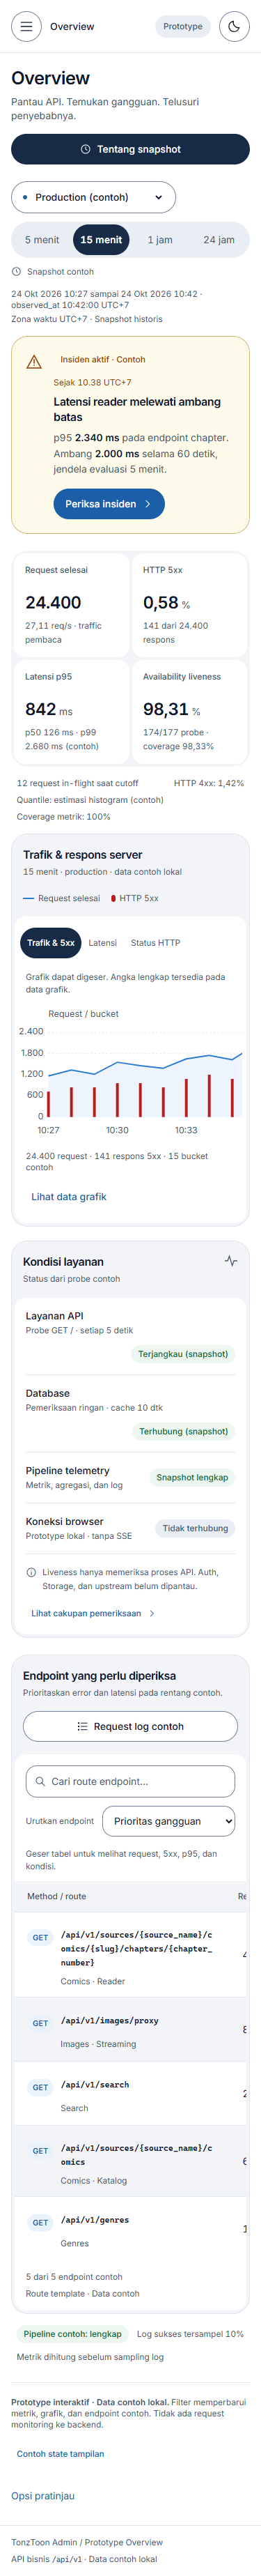 Overview
Prototype
Overview
Pantau API. Temukan gangguan. Telusuri
penyebabnya.
Tentang snapshot
Production (contoh)
5 menit 15 menit 1 jam 24 jam
Snapshot contoh
24 Okt 2026 10:27 sampai 24 Okt 2026 10:42 ·
observed_at 10:42:00 UTC+7
Zona waktu UTC+7 · Snapshot historis
Insiden aktif · Contoh
Sejak 10.38 UTC+7
Latensi reader melewati ambang
batas
p95 2.340 ms pada endpoint chapter.
Ambang 2.000 ms selama 60 detik,
jendela evaluasi 5 menit.
Periksa insiden
Request selesai
24.400
27,11 req/s · traffic
pembaca
HTTP 5xx
0,58 %
141 dari 24.400
respons
Latensi p95
842 ms
p50 126 ms · p99
2.680 ms (contoh)
Availability liveness
98,31 %
174/177 probe ·
coverage 98,33%
12 request in-flight saat cutoff HTTP 4xx: 1,42%
Quantile: estimasi histogram (contoh)
Coverage metrik: 100%
Trafik & respons server
15 menit · production · data contoh lokal
Request selesai HTTP 5xx
Trafik & 5xx Latensi Status HTTP
Grafik dapat digeser. Angka lengkap tersedia pada
data grafik.
Request / bucket
2.400
1.800
1.200
600
0
10:27 10:30 10:33
24.400 request · 141 respons 5xx · 15 bucket
contoh
Lihat data grafik
Kondisi layanan
Status dari probe contoh
Layanan API
Probe GET / · setiap 5 detik
Terjangkau (snapshot)
Database
Pemeriksaan ringan · cache 10 dtk
Terhubung (snapshot)
Pipeline telemetry
Metrik, agregasi, dan log
Snapshot lengkap
Koneksi browser
Prototype lokal · tanpa SSE
Tidak terhubung
Liveness hanya memeriksa proses API. Auth,
Storage, dan upstream belum dipantau.
Lihat cakupan pemeriksaan
Endpoint yang perlu diperiksa
Prioritaskan error dan latensi pada rentang contoh.
Request log contoh
Cari route endpoint...
Urutkan endpoint Prioritas gangguan
Geser tabel untuk melihat request, 5xx, p95, dan
kondisi.
Method / route
GET /api/v1/sources/{source_name}/c
omics/{slug}/chapters/{chapter_
number}
Comics · Reader
GET /api/v1/images/proxy
Images · Streaming
GET /api/v1/search
Search
GET /api/v1/sources/{source_name}/c
omics
Comics · Katalog
GET /api/v1/genres
Genres
5 dari 5 endpoint contoh
Route template · Data contoh
Pipeline contoh: lengkap Log sukses tersampel 10%
Metrik dihitung sebelum sampling log
Prototype interaktif · Data contoh lokal. Filter memperbarui
metrik, grafik, dan endpoint contoh. Tidak ada request
monitoring ke backend.
Contoh state tampilan
Opsi pratinjau
TonzToon Admin / Prototype Overview
API bisnis /api/v1 · Data contoh lokal